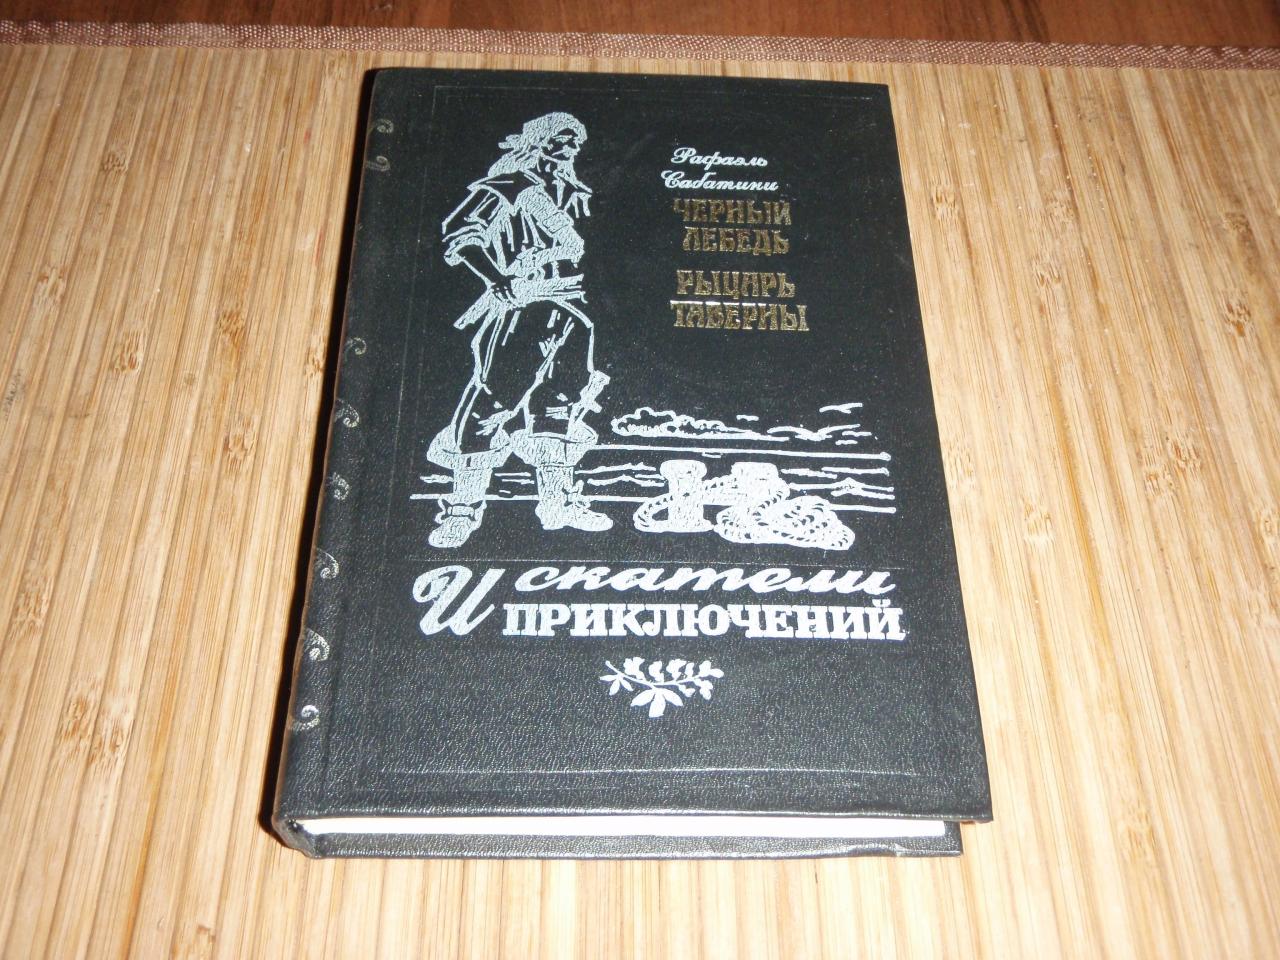 Рафаэль
Сабатини
ЧЕРНЫЙ
ЛЕБЕДЬ
РЫЦАРЬ
ТАВЕРНЫ
Искатели
ПРИКЛЮЧЕНИЙ